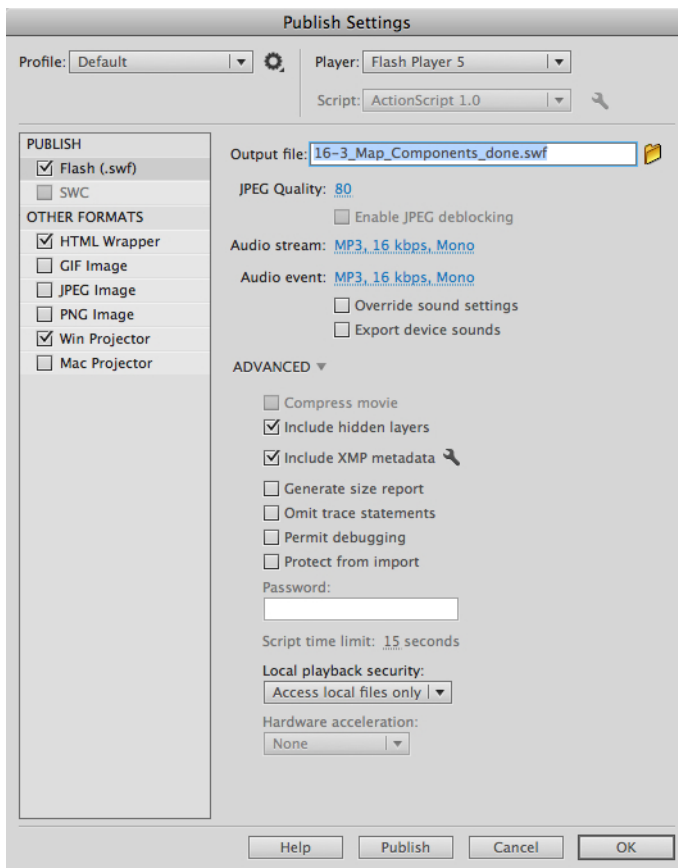 Publish Settings
Profile: Default
Player: Flash Player 5
Script: ActionScript 1.0
PUBLISH
Flash (.swf)
SWC
OTHER FORMATS
HTML Wrapper
GIF Image
JPEG Image
PNG Image
Win Projector
Mac Projector
Output file: 16-3_Map_Components_done.swf
JPEG Quality: 80
Enable JPEG deblocking
Audio stream: MP3, 16 kbps, Mono
Audio event: MP3, 16 kbps, Mono
Override sound settings
Export device sounds
ADVANCED
Compress movie
Include hidden layers
Include XMP metadata
Generate size report
Omit trace statements
Permit debugging
Protect from import
Password:
Script time limit: 15 seconds
Local playback security:
Access local files only
Hardware acceleration:
None
Help Publish Cancel OK